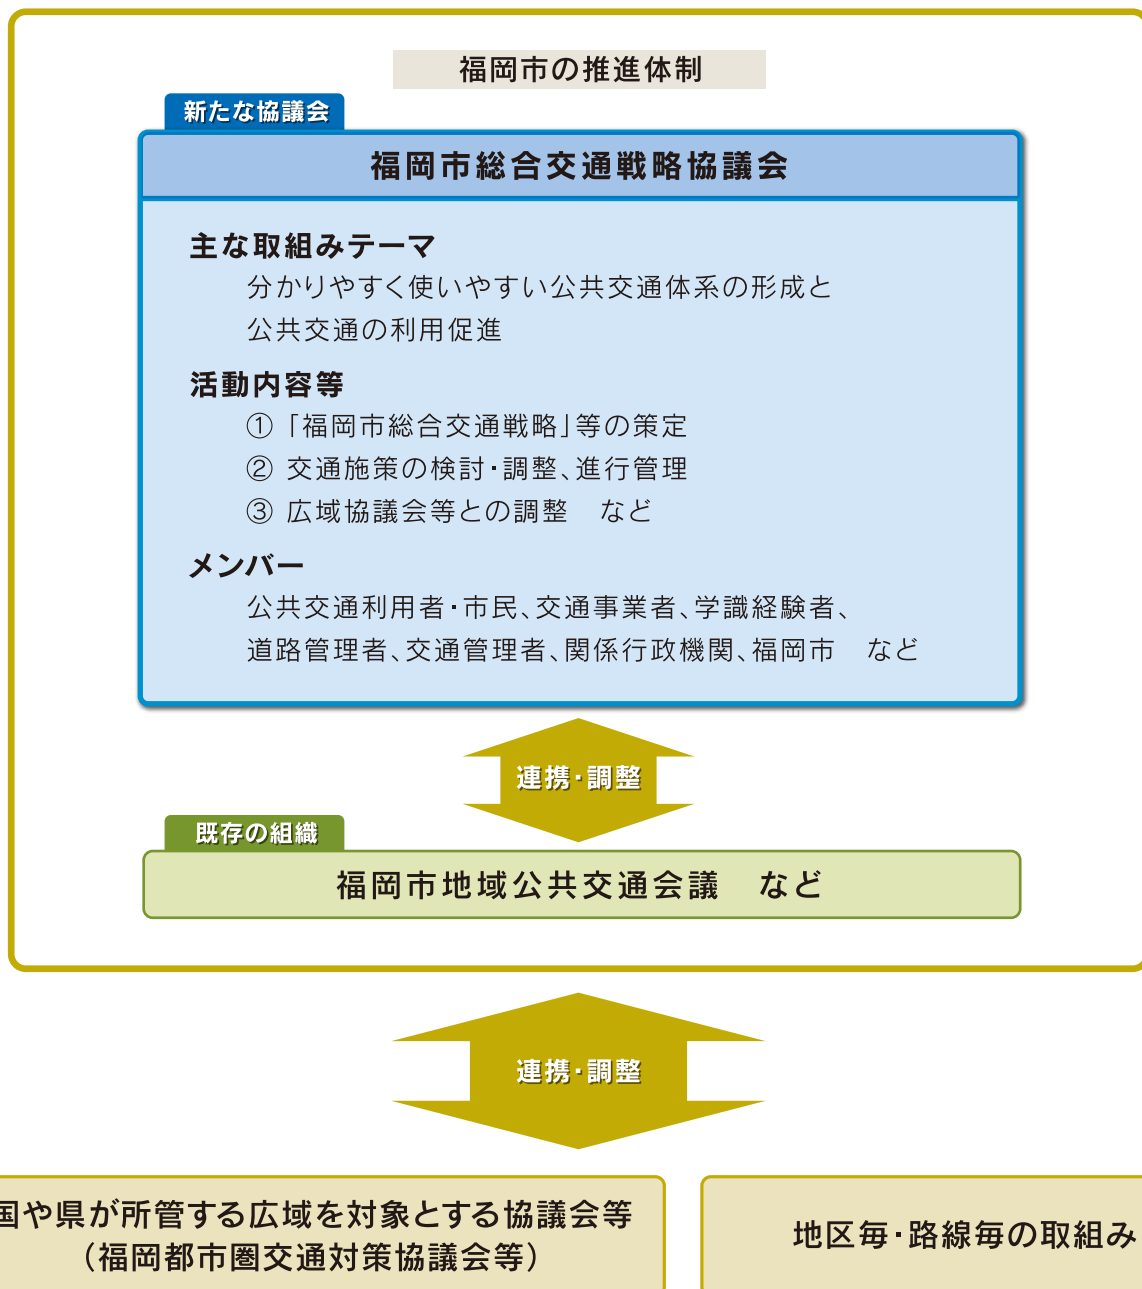 福岡市の推進体制
新たな協議会
福岡市総合交通戦略協議会
主な取組みテーマ
分かりやすく使いやすい公共交通体系の形成と
公共交通の利用促進
活動内容等
① 「福岡市総合交通戦略」等の策定
② 交通施策の検討・調整、進行管理
③ 広域協議会等との調整　など
メンバー
公共交通利用者・市民、交通事業者、学識経験者、
道路管理者、交通管理者、関係行政機関、福岡市　など
連携・調整
既存の組織
福岡市地域公共交通会議　など
連携・調整
国や県が所管する広域を対象とする協議会等
（福岡都市圏交通対策協議会等）
地区毎・路線毎の取組み